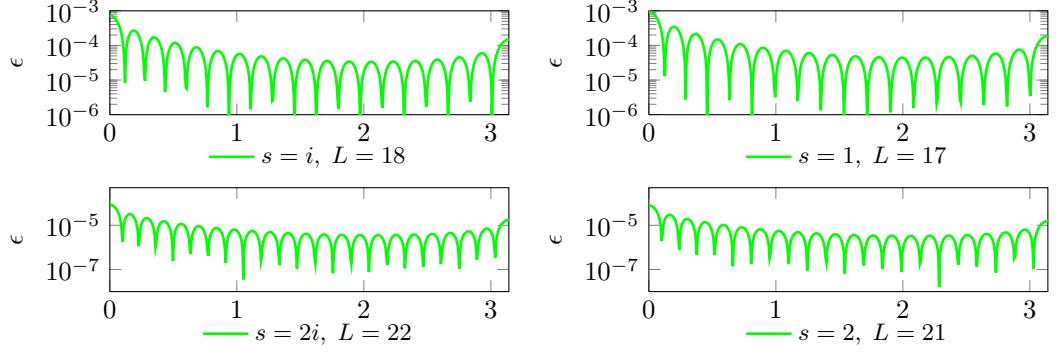 10⁻³
10⁻⁴
10⁻⁵
10⁻⁶
ϵ
0 1 2 3
s = i, L = 18
10⁻³
10⁻⁴
10⁻⁵
10⁻⁶
ϵ
0 1 2 3
s = 1, L = 17
10⁻⁵
10⁻⁷
ϵ
0 1 2 3
s = 2i, L = 22
10⁻⁵
10⁻⁷
ϵ
0 1 2 3
s = 2, L = 21